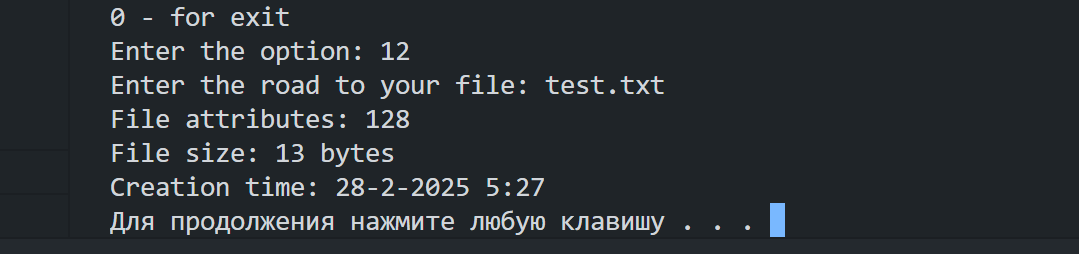 0 - for exit
Enter the option: 12
Enter the road to your file: test.txt
File attributes: 128
File size: 13 bytes
Creation time: 28-2-2025 5:27
Для продолжения нажмите любую клавишу . . .